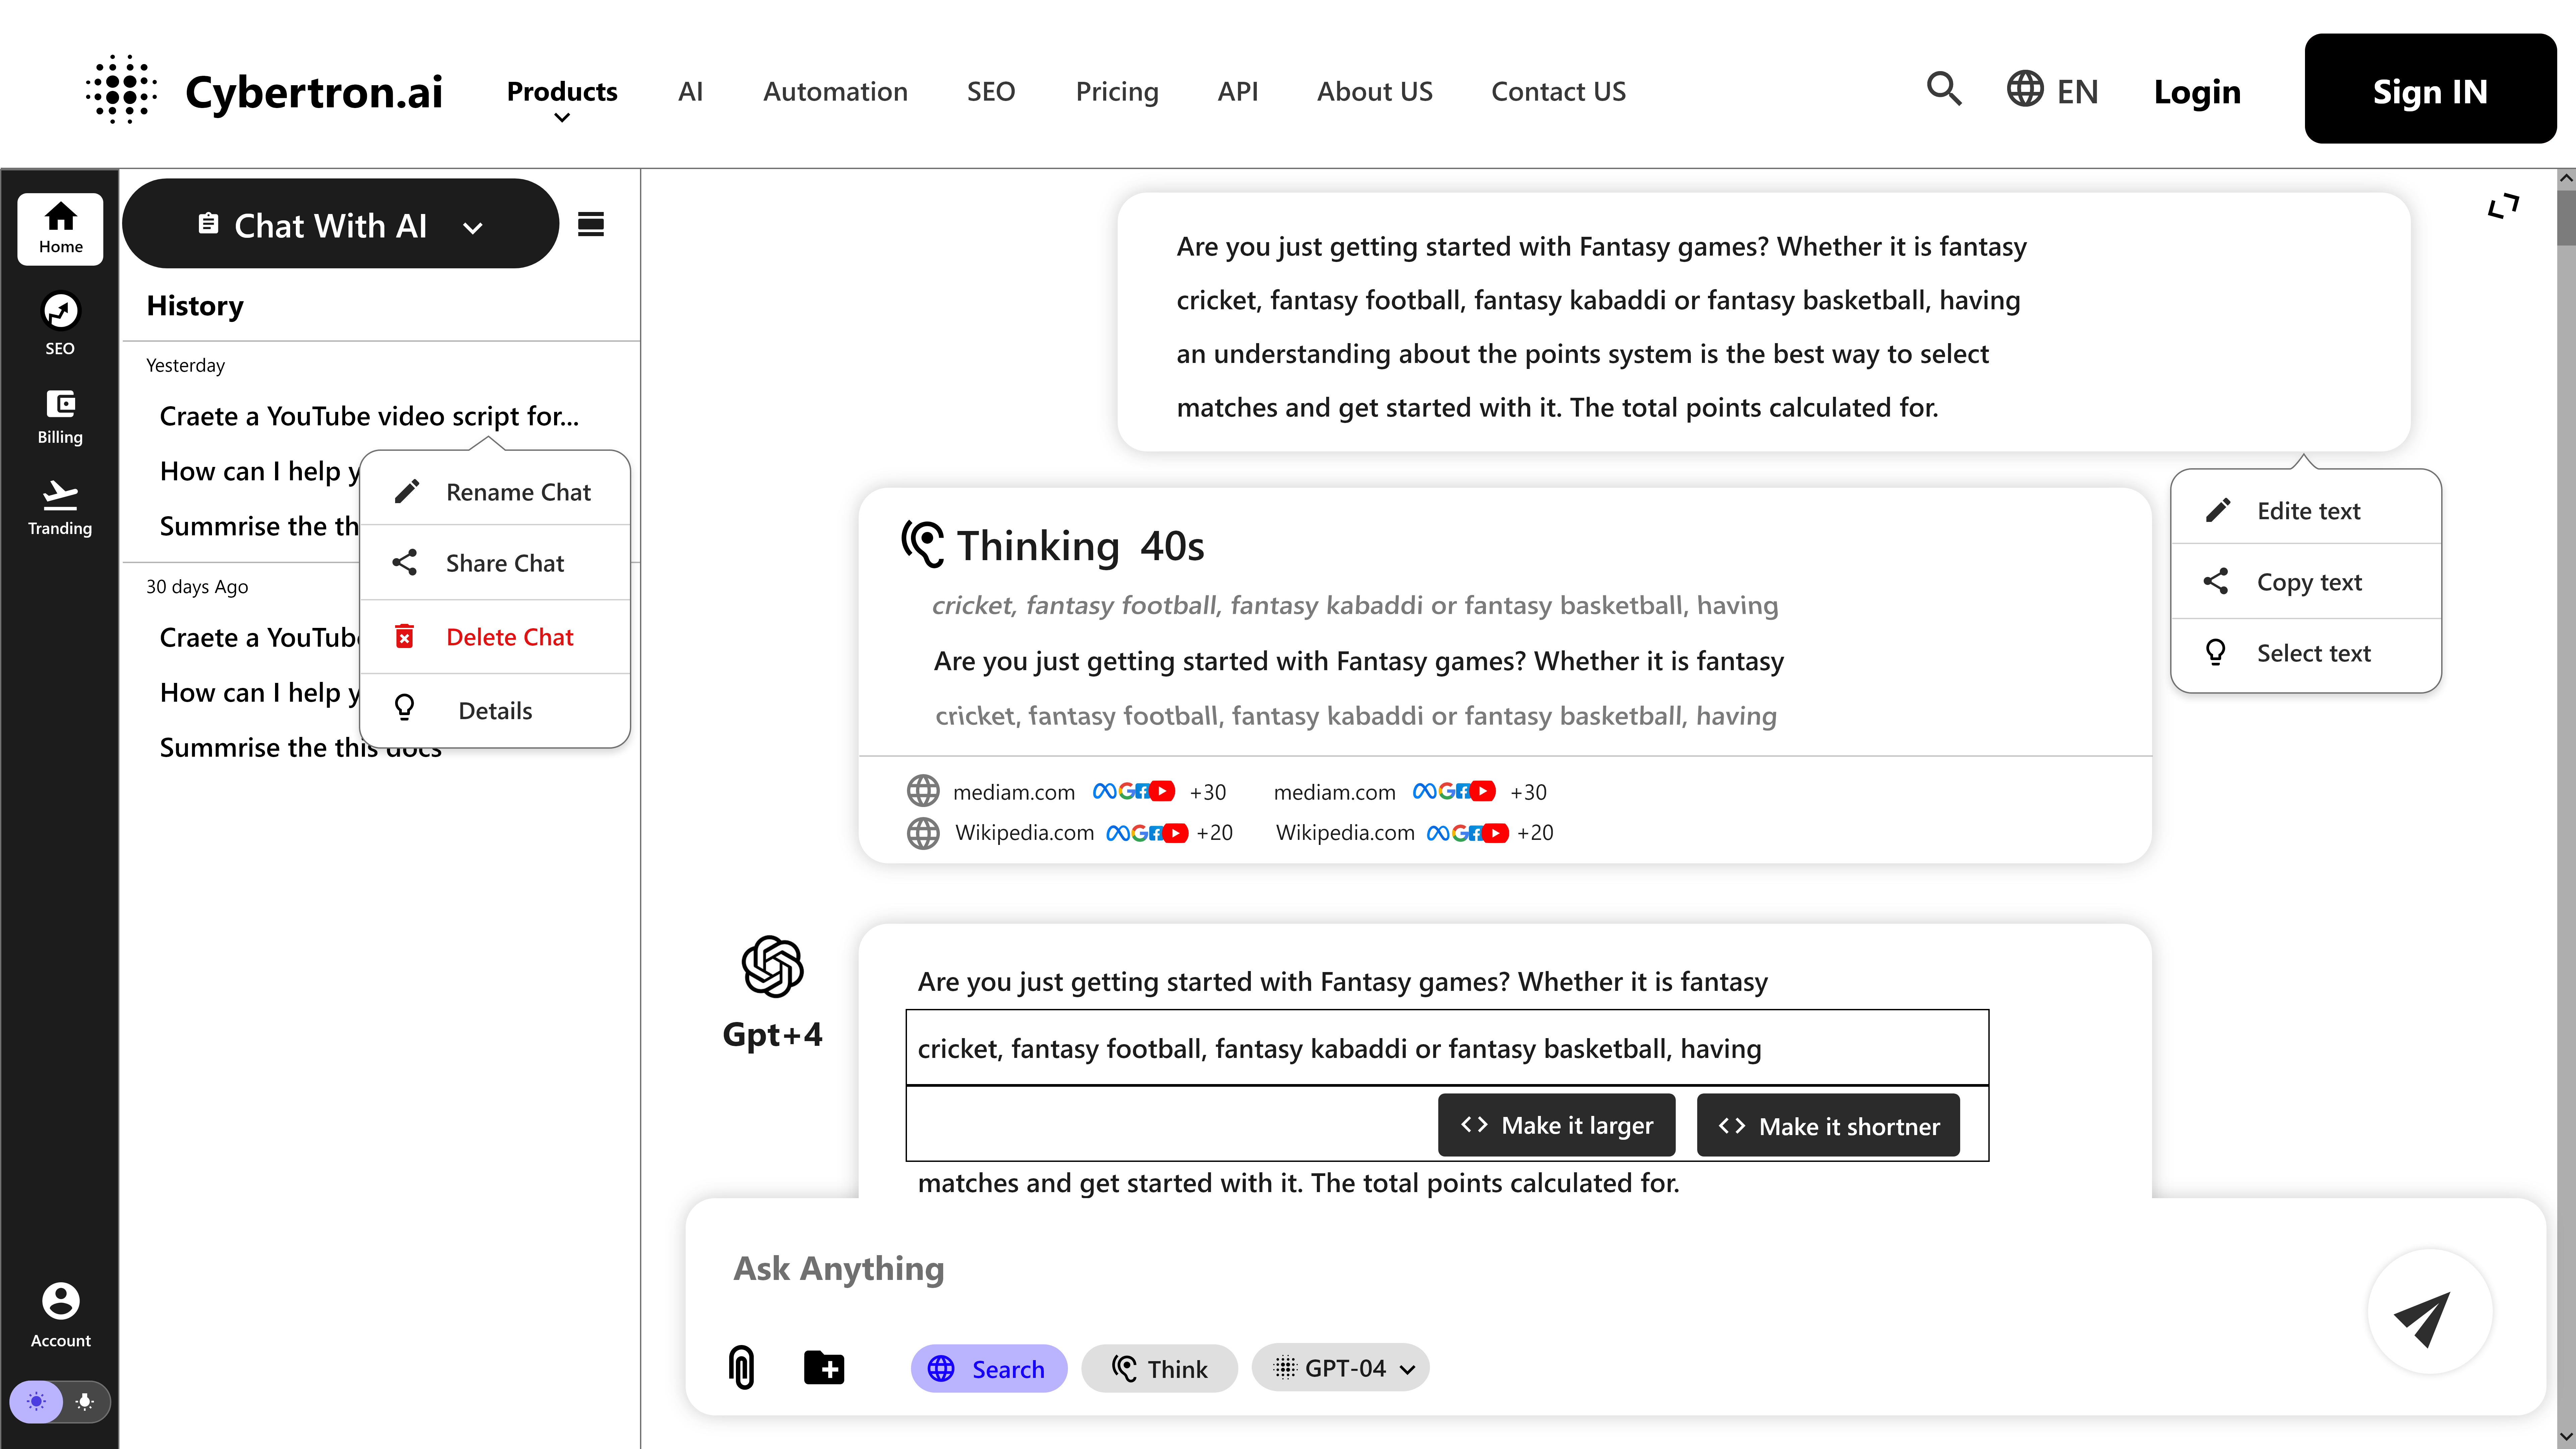 Cybertron.ai
Products
AI
Automation
SEO
Pricing
API
About US
Contact US
EN
Login
Sign IN
Home
SEO
Billing
Tranding
Account
Chat With AI
History
Yesterday
Craete a YouTube video script for...
How can I help y
Summrise the th
30 days Ago
Craete a YouTube
How can I help y
Summrise the this docs
Rename Chat
Share Chat
Delete Chat
Details
Are you just getting started with Fantasy games? Whether it is fantasy
cricket, fantasy football, fantasy kabaddi or fantasy basketball, having
an understanding about the points system is the best way to select
matches and get started with it. The total points calculated for.
Edite text
Copy text
Select text
Thinking 40s
cricket, fantasy football, fantasy kabaddi or fantasy basketball, having
Are you just getting started with Fantasy games? Whether it is fantasy
cricket, fantasy football, fantasy kabaddi or fantasy basketball, having
mediam.com +30 mediam.com +30
Wikipedia.com +20 Wikipedia.com +20
Gpt+4
Are you just getting started with Fantasy games? Whether it is fantasy
cricket, fantasy football, fantasy kabaddi or fantasy basketball, having
Make it larger
Make it shortner
matches and get started with it. The total points calculated for.
Ask Anything
Search
Think
GPT-04